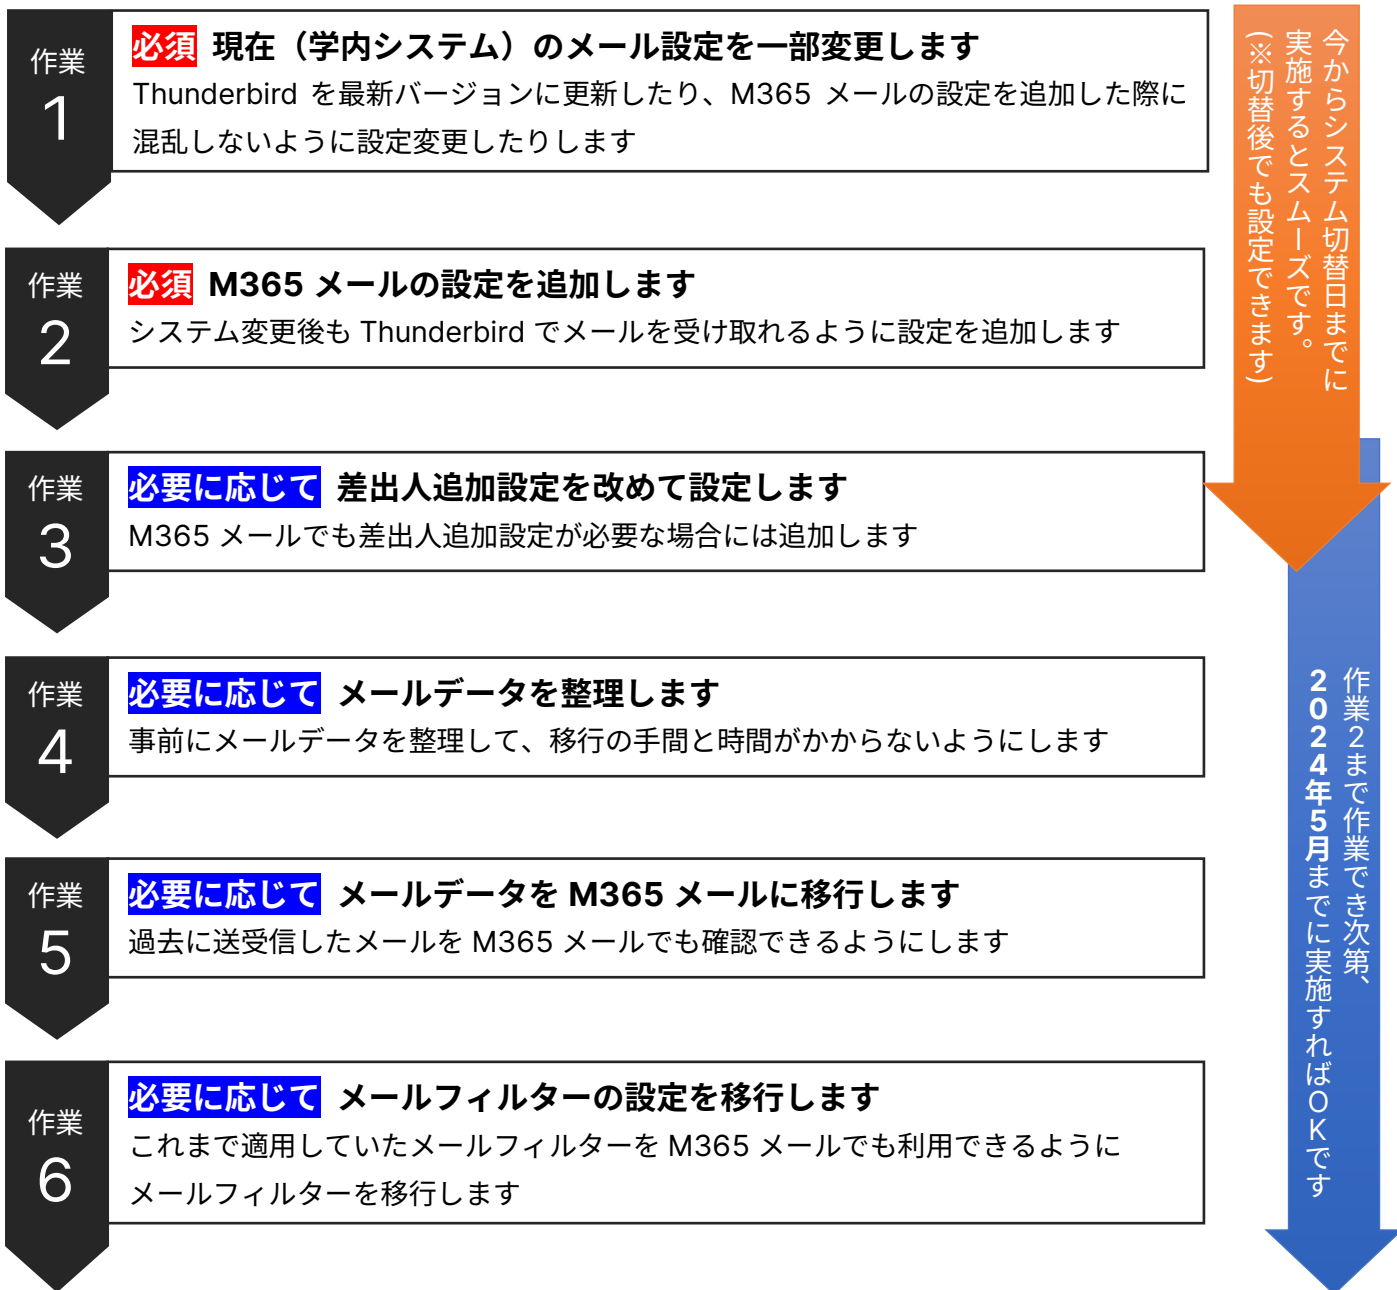 作業
1
必須 現在（学内システム）のメール設定を一部変更します
Thunderbird を最新バージョンに更新したり、M365 メールの設定を追加した際に
混乱しないように設定変更したりします
作業
2
必須 M365 メールの設定を追加します
システム変更後も Thunderbird でメールを受け取れるように設定を追加します
作業
3
必要に応じて 差出人追加設定を改めて設定します
M365 メールでも差出人追加設定が必要な場合には追加します
作業
4
必要に応じて メールデータを整理します
事前にメールデータを整理して、移行の手間と時間がかからないようにします
作業
5
必要に応じて メールデータを M365 メールに移行します
過去に送受信したメールを M365 メールでも確認できるようにします
作業
6
必要に応じて メールフィルターの設定を移行します
これまで適用していたメールフィルターを M365 メールでも利用できるように
メールフィルターを移行します
今からシステム切替日までに
実施するとスムーズです。
(※切替後でも設定できます)
作業2まで作業でき次第、
2024年5月までに実施すればOKです